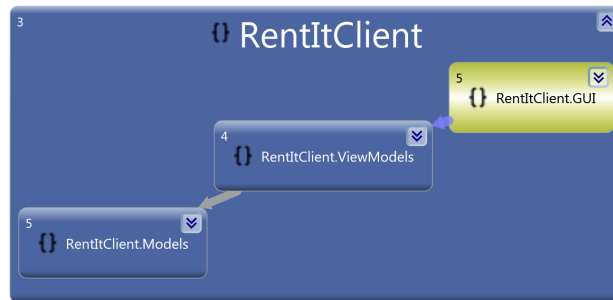 3
{} RentItClient
5
{} RentItClient.GUI
4
{} RentItClient.ViewModels
5
{} RentItClient.Models